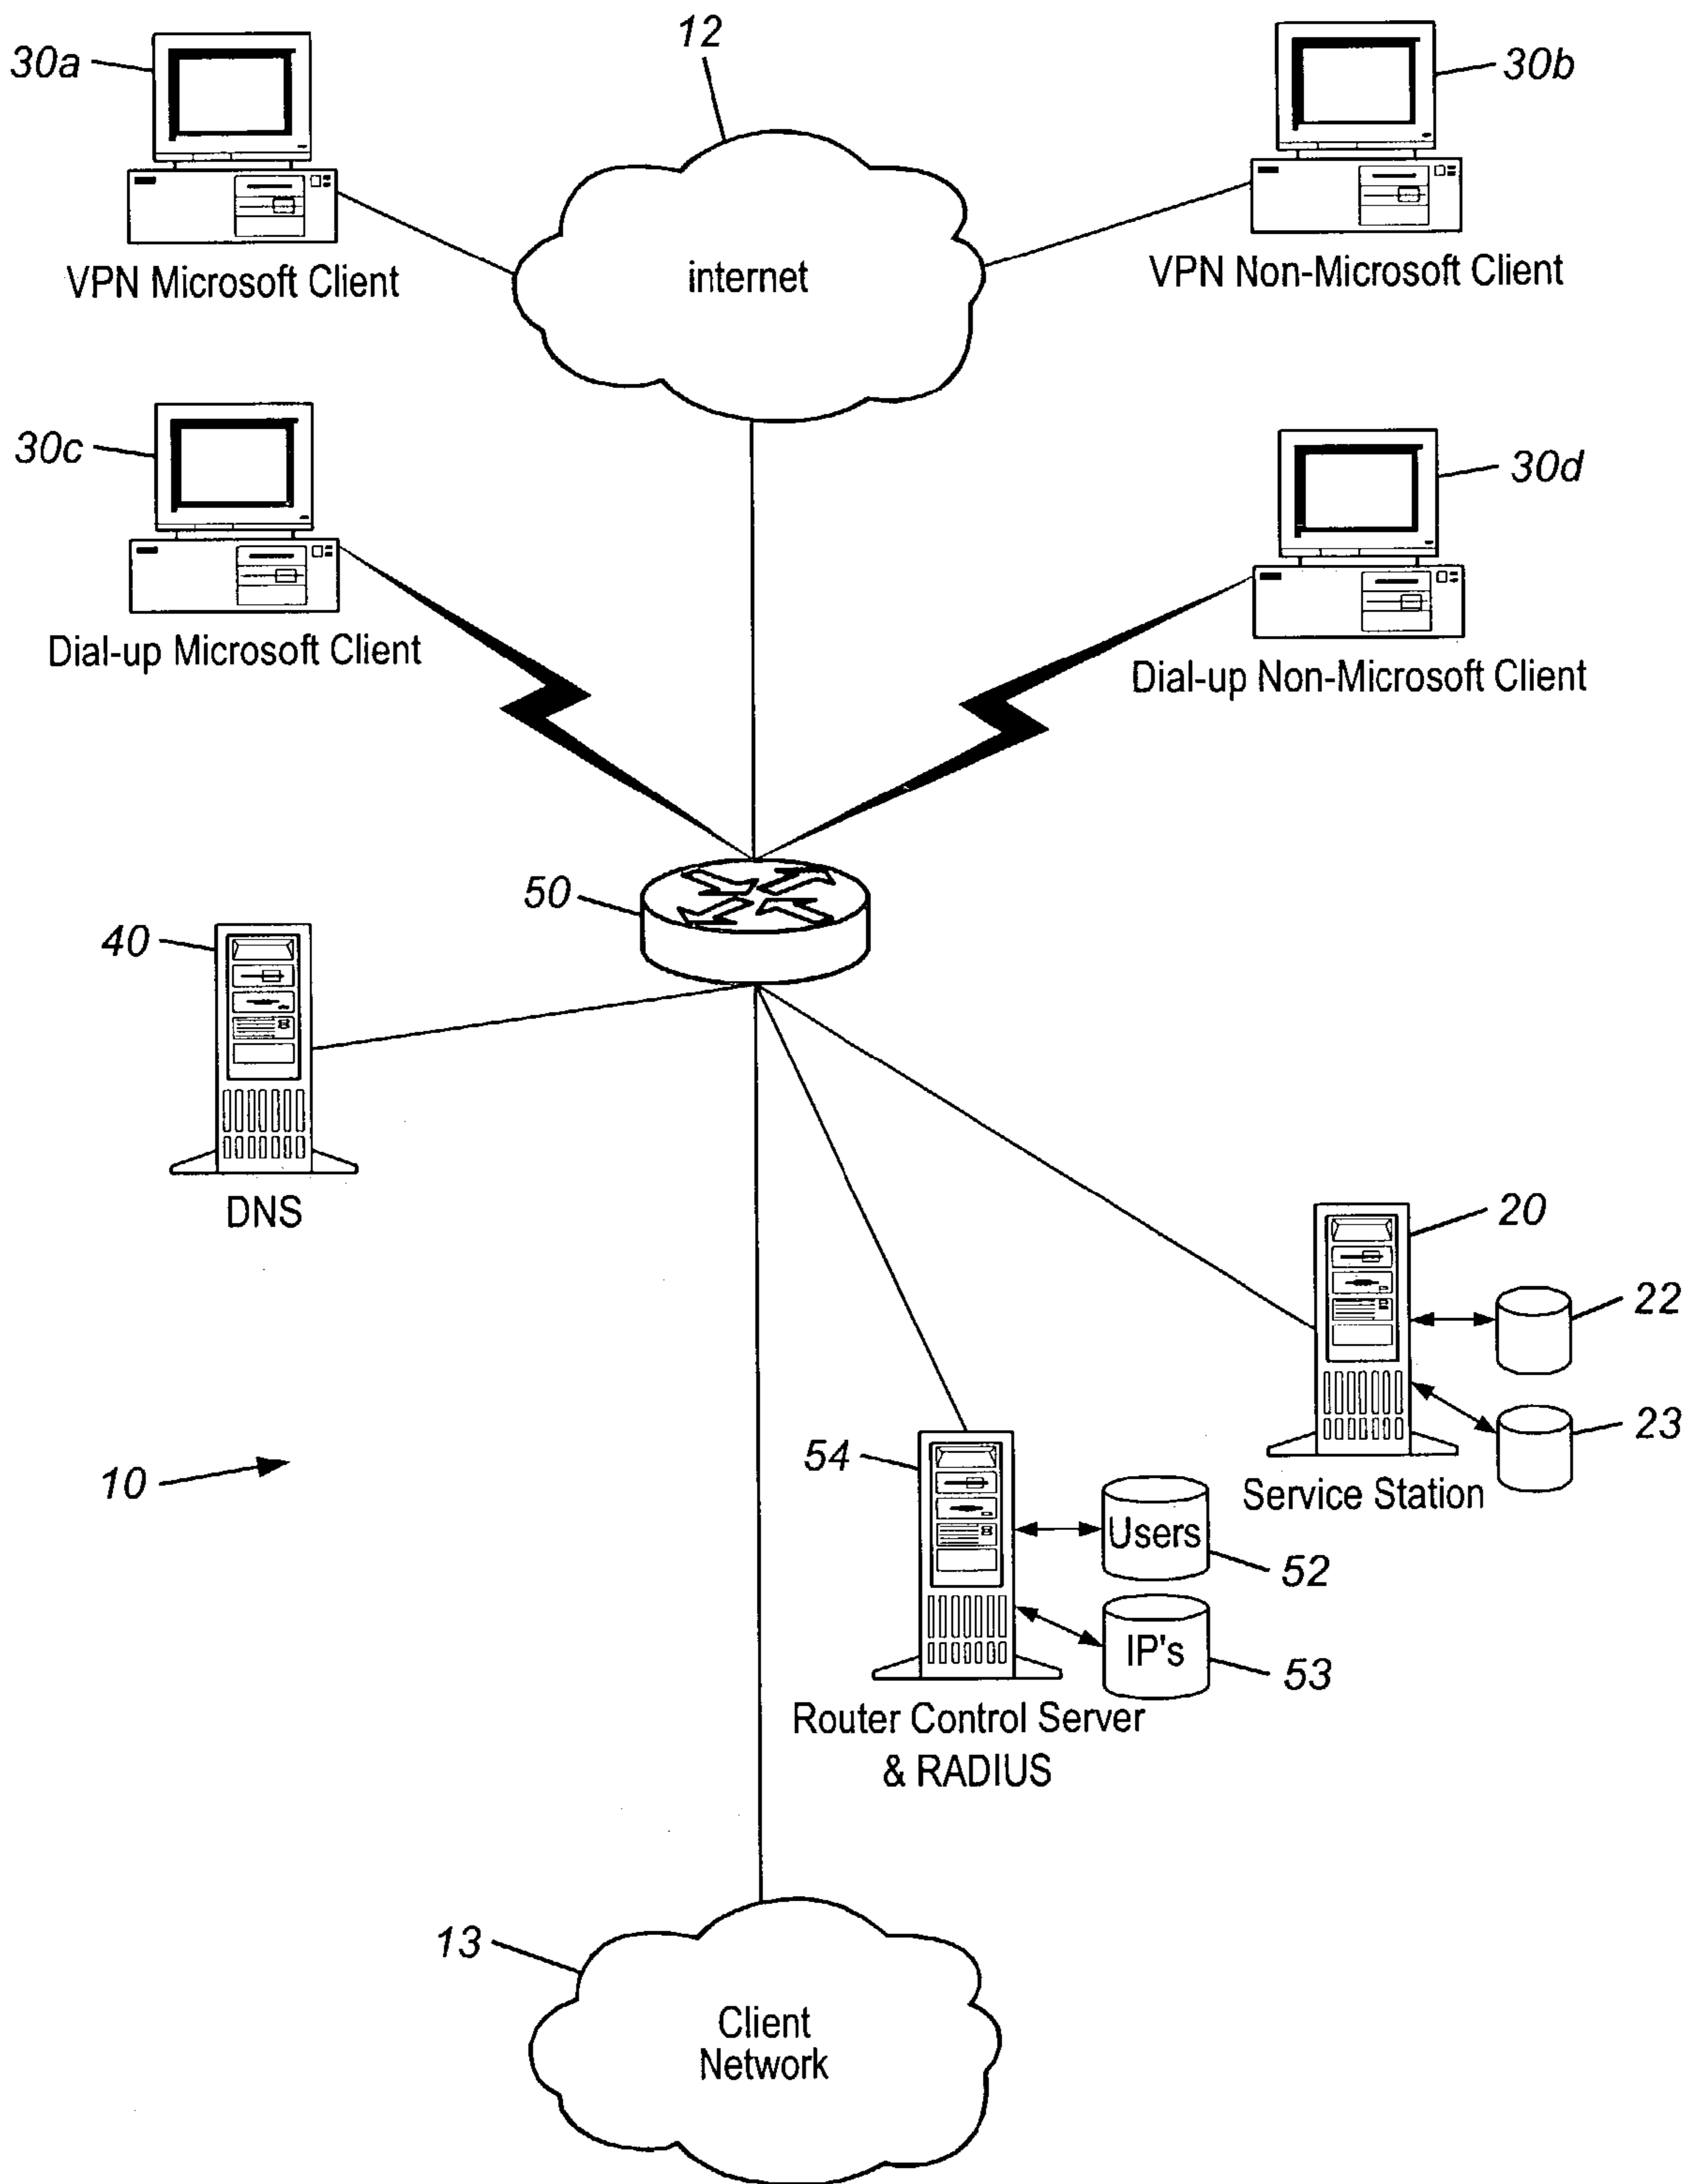 12
30a
30b
VPN Microsoft Client
internet
VPN Non-Microsoft Client
30c
30d
Dial-up Microsoft Client
Dial-up Non-Microsoft Client
50
40
DNS
20
22
23
Service Station
10
54
Users
52
IP's
53
Router Control Server
& RADIUS
13
Client
Network